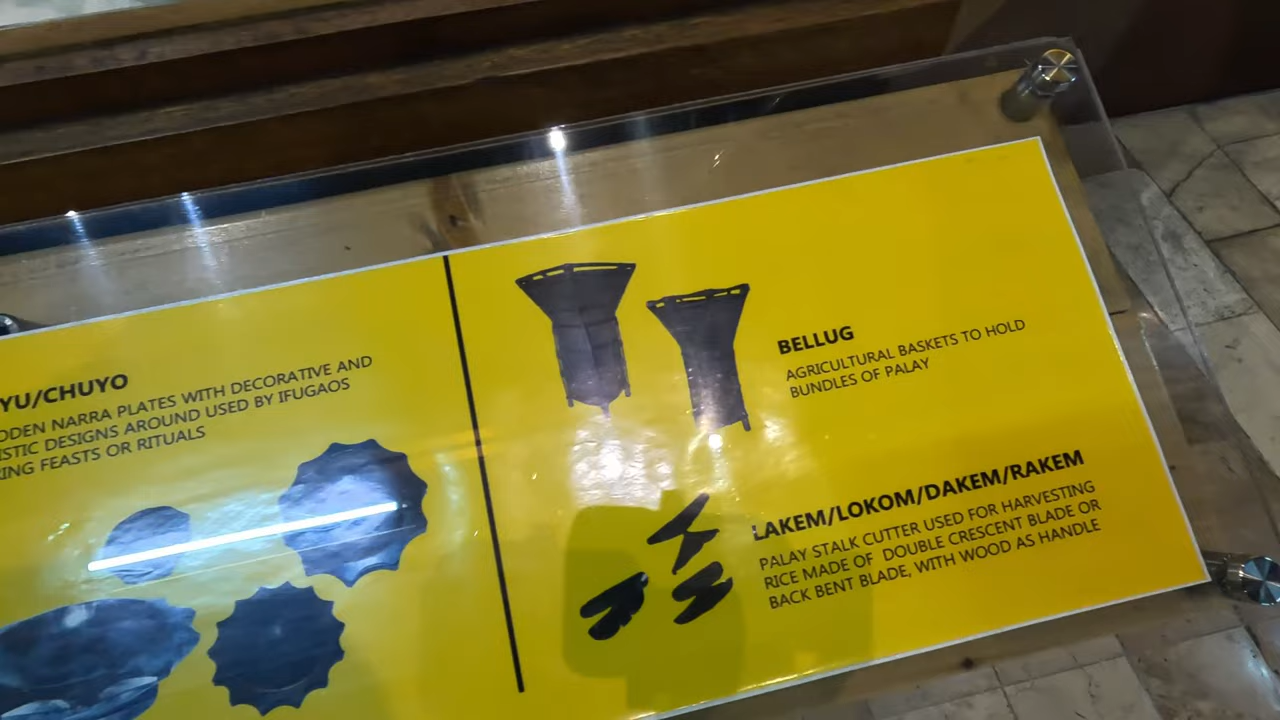 YU/CHUYO
ODEN NARRA PLATES WITH DECORATIVE AND
ISTIC DESIGNS AROUND USED BY IFUGAOS
ING FEASTS OR RITUALS
BELLUG
AGRICULTURAL BASKETS TO HOLD
BUNDLES OF PALAY
LAKEM/LOKOM/DAKEM/RAKEM
PALAY STALK CUTTER USED FOR HARVESTING
RICE MADE OF DOUBLE CRESCENT BLADE OR
BACK BENT BLADE, WITH WOOD AS HANDLE